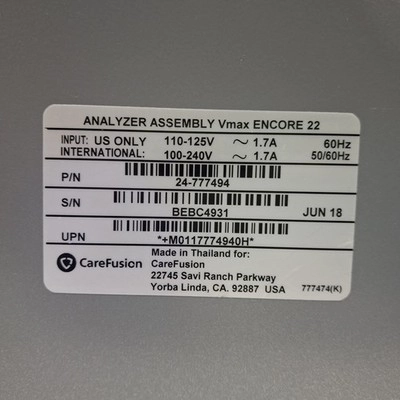 ANALYZER ASSEMBLY Vmax ENCORE 22
INPUT: US ONLY 110-125V ~ 1.7A 60Hz
INTERNATIONAL: 100-240V ~ 1.7A 50/60Hz
P/N
24-777494
S/N
BEBC4931 JUN 18
UPN
*+M0117774940H*
CareFusion
Made in Thailand for:
CareFusion
22745 Savi Ranch Parkway
Yorba Linda, CA. 92887 USA
777474(K)